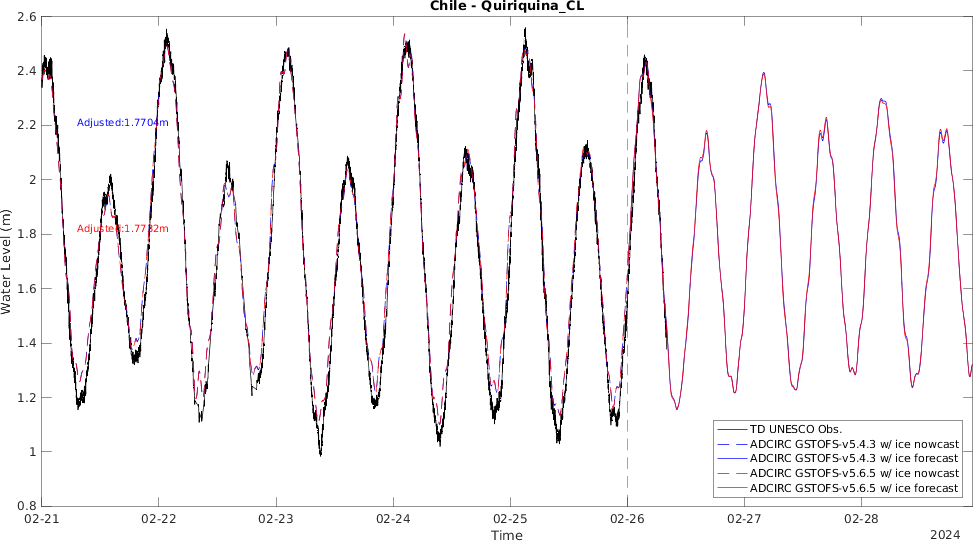 Chile - Quiriquina_CL
2.6
2.4
2.2
2
1.8
1.6
1.4
1.2
1
0.8
Water Level (m)
Adjusted:1.7704m
Adjusted:1.7732m
TD UNESCO Obs.
ADCIRC GSTOFS-v5.4.3 w/ ice nowcast
ADCIRC GSTOFS-v5.4.3 w/ ice forecast
ADCIRC GSTOFS-v5.6.5 w/ ice nowcast
ADCIRC GSTOFS-v5.6.5 w/ ice forecast
02-21 02-22 02-23 02-24 02-25 02-26 02-27 02-28
Time
2024